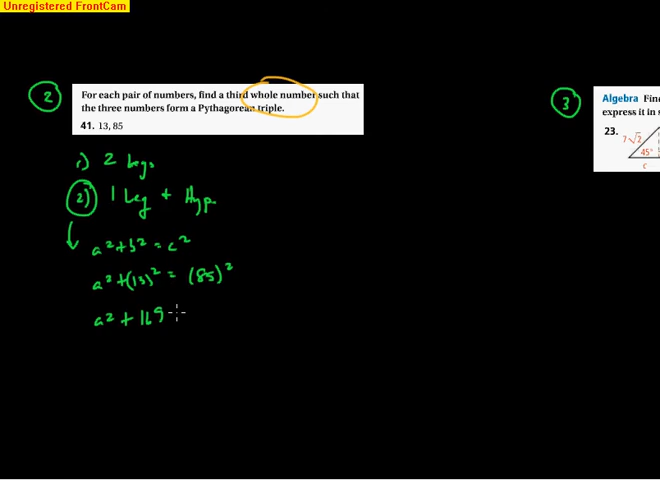 Unregistered FrontCam
2
For each pair of numbers, find a third whole number such that
the three numbers form a Pythagorean triple.
41. 13, 85
1) 2 Legs
2) 1 Leg + Hyp.
a² + b² = c²
a² + (13)² = (85)²
a² + 169
3
Algebra Fin
express it in s
23.
7√2
45°
c